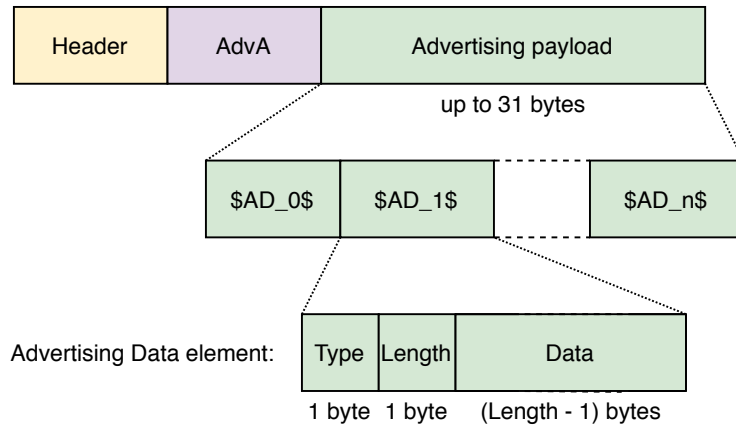 Header AdvA Advertising payload
up to 31 bytes
$AD_0$ $AD_1$ $AD_n$
Advertising Data element: Type Length Data
1 byte 1 byte (Length - 1) bytes